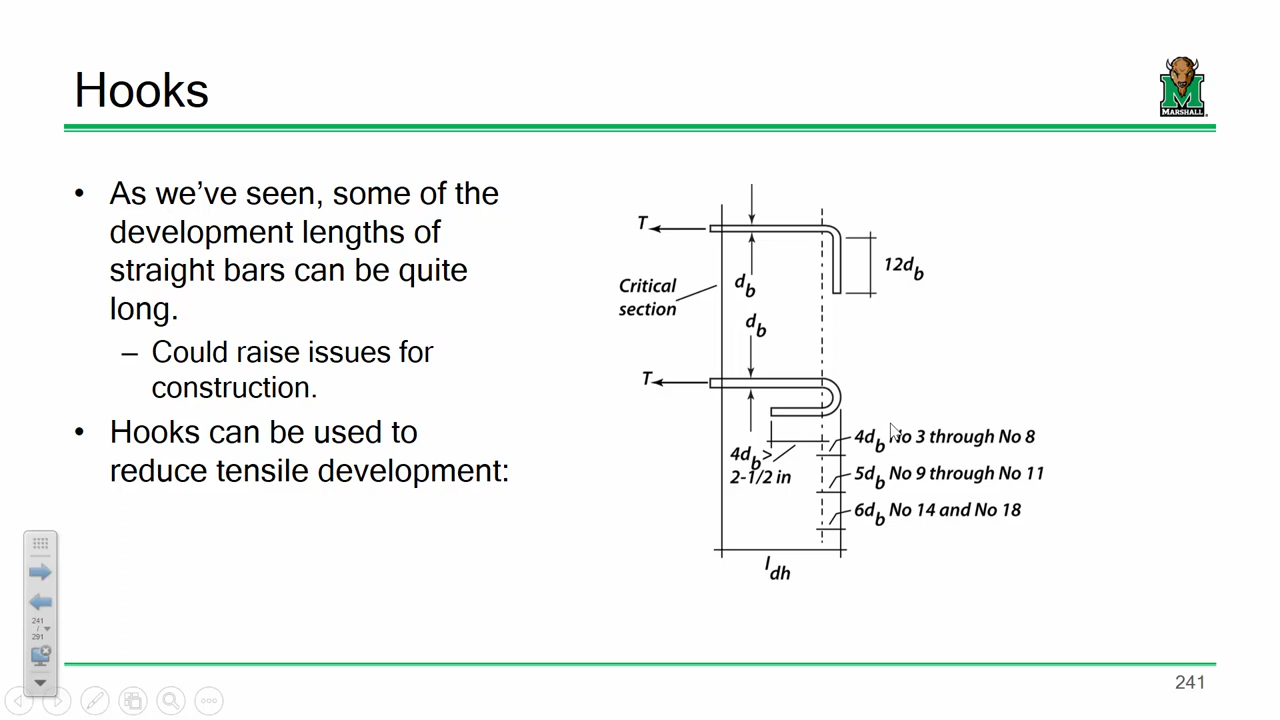 Hooks
MARSHALL
• As we've seen, some of the
development lengths of
straight bars can be quite
long.
– Could raise issues for
construction.
• Hooks can be used to
reduce tensile development:
T
12d_b
Critical
section
d_b
d_b
T
4d_b No 3 through No 8
4d_b >
2-1/2 in
5d_b No 9 through No 11
6d_b No 14 and No 18
l_dh
241
/
291
241